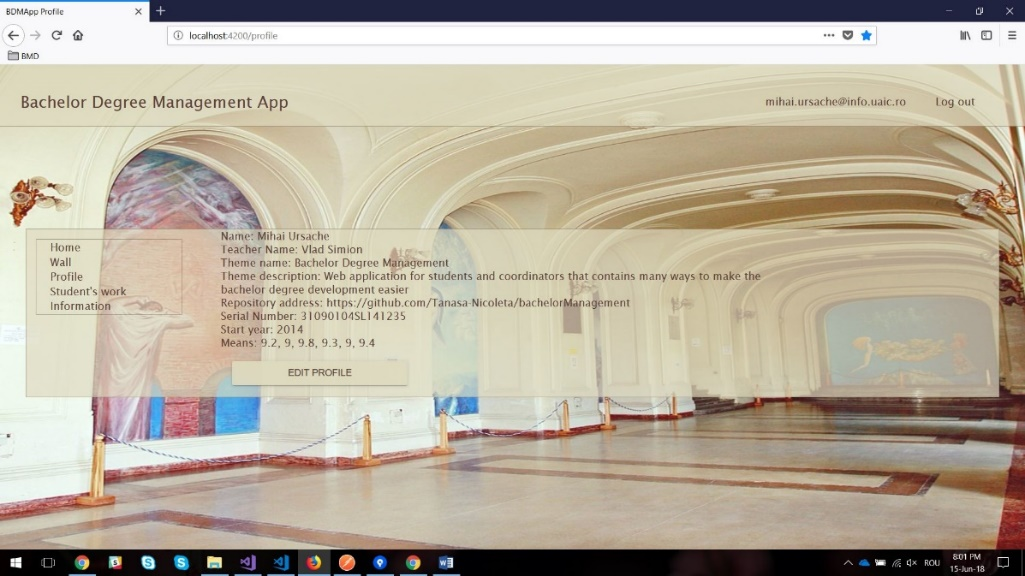 BDMApp Profile
localhost:4200/profile
BMD
Bachelor Degree Management App
mihai.ursache@info.uaic.ro
Log out
Home
Wall
Profile
Student's work
Information
Name: Mihai Ursache
Teacher Name: Vlad Simion
Theme name: Bachelor Degree Management
Theme description: Web application for students and coordinators that contains many ways to make the
bachelor degree development easier
Repository address: https://github.com/Tanasa-Nicoleta/bachelorManagement
Serial Number: 31090104SL141235
Start year: 2014
Means: 9.2, 9, 9.8, 9.3, 9, 9.4
EDIT PROFILE
ROU
8:01 PM
15-Jun-18